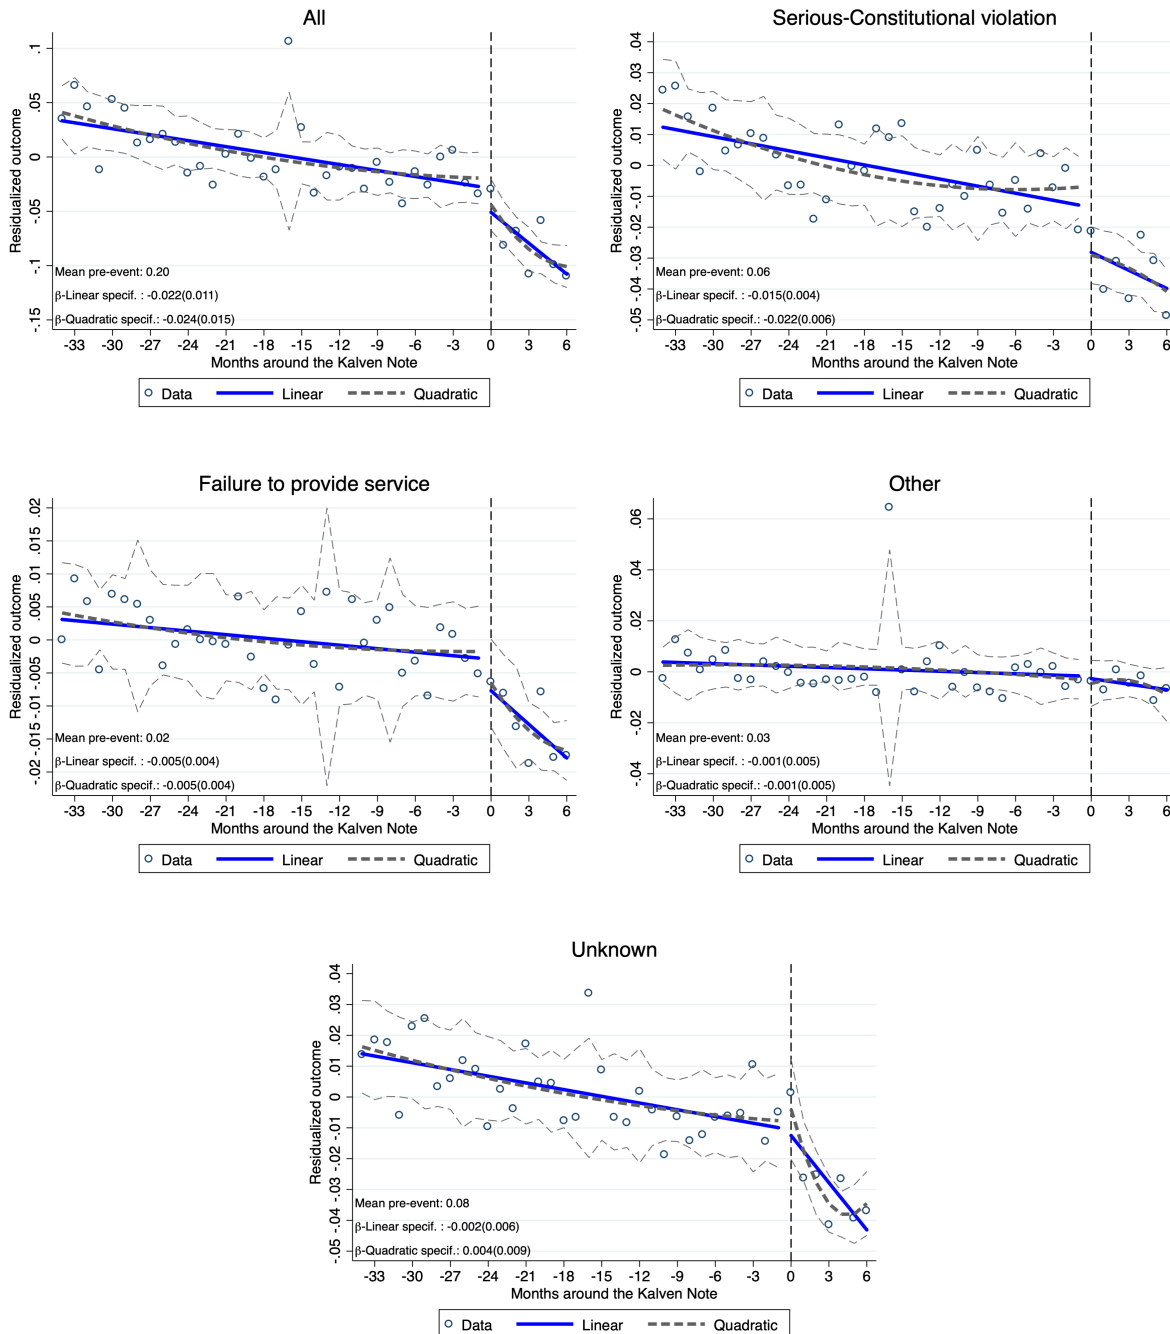 All
Residualized outcome
.1
.05
0
-.05
-.1
-.15
Mean pre-event: 0.20
β-Linear specif. : -0.022(0.011)
β-Quadratic specif.: -0.024(0.015)
-33 -30 -27 -24 -21 -18 -15 -12 -9 -6 -3 0 3 6
Months around the Kalven Note
Data Linear Quadratic
Serious-Constitutional violation
Residualized outcome
.04
.03
.02
.01
0
-.01
-.02
-.03
-.04
-.05
Mean pre-event: 0.06
β-Linear specif. : -0.015(0.004)
β-Quadratic specif.: -0.022(0.006)
-33 -30 -27 -24 -21 -18 -15 -12 -9 -6 -3 0 3 6
Months around the Kalven Note
Data Linear Quadratic
Failure to provide service
Residualized outcome
.02
.015
.01
.005
0
-.005
-.01
-.015
-.02
Mean pre-event: 0.02
β-Linear specif. : -0.005(0.004)
β-Quadratic specif.: -0.005(0.004)
-33 -30 -27 -24 -21 -18 -15 -12 -9 -6 -3 0 3 6
Months around the Kalven Note
Data Linear Quadratic
Other
Residualized outcome
.06
.04
.02
0
-.02
-.04
Mean pre-event: 0.03
β-Linear specif. : -0.001(0.005)
β-Quadratic specif.: -0.001(0.005)
-33 -30 -27 -24 -21 -18 -15 -12 -9 -6 -3 0 3 6
Months around the Kalven Note
Data Linear Quadratic
Unknown
Residualized outcome
.04
.03
.02
.01
0
-.01
-.02
-.03
-.04
-.05
Mean pre-event: 0.08
β-Linear specif. : -0.002(0.006)
β-Quadratic specif.: 0.004(0.009)
-33 -30 -27 -24 -21 -18 -15 -12 -9 -6 -3 0 3 6
Months around the Kalven Note
Data Linear Quadratic